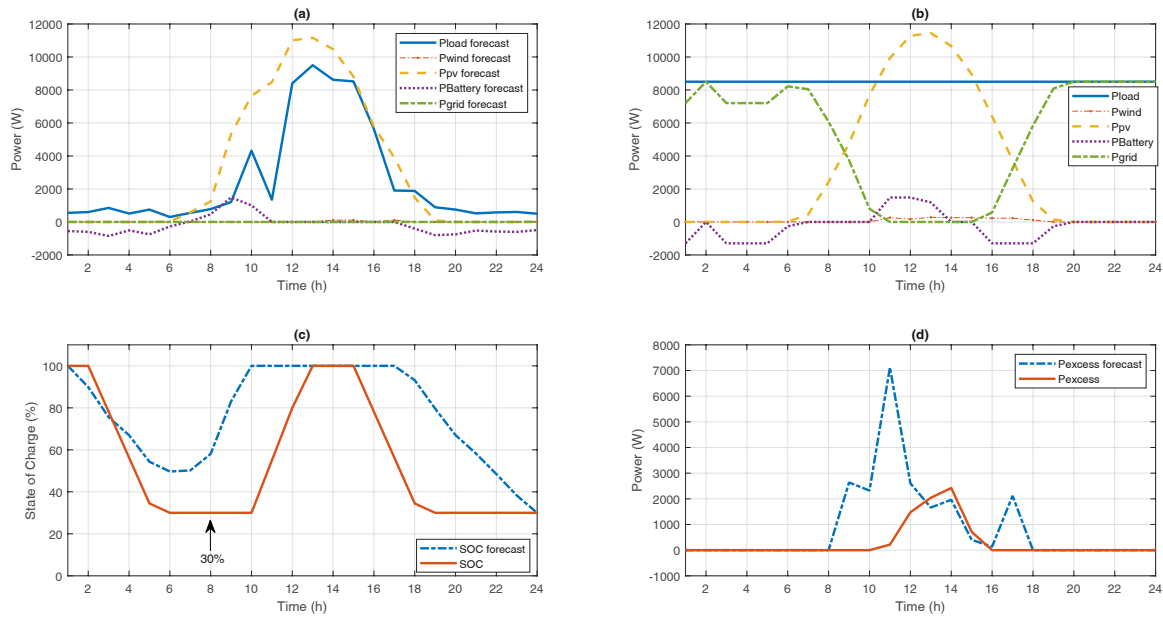 (a)
12000
10000
8000
6000
4000
2000
0
-2000
Power (W)
Pload forecast
Pwind forecast
Ppv forecast
PBattery forecast
Pgrid forecast
2 4 6 8 10 12 14 16 18 20 22 24
Time (h)
(b)
12000
10000
8000
6000
4000
2000
0
-2000
Power (W)
Pload
Pwind
Ppv
PBattery
Pgrid
2 4 6 8 10 12 14 16 18 20 22 24
Time (h)
(c)
100
80
60
40
20
0
State of Charge (%)
30%
SOC forecast
SOC
2 4 6 8 10 12 14 16 18 20 22 24
Time (h)
(d)
8000
7000
6000
5000
4000
3000
2000
1000
0
-1000
Power (W)
Pexcess forecast
Pexcess
2 4 6 8 10 12 14 16 18 20 22 24
Time (h)